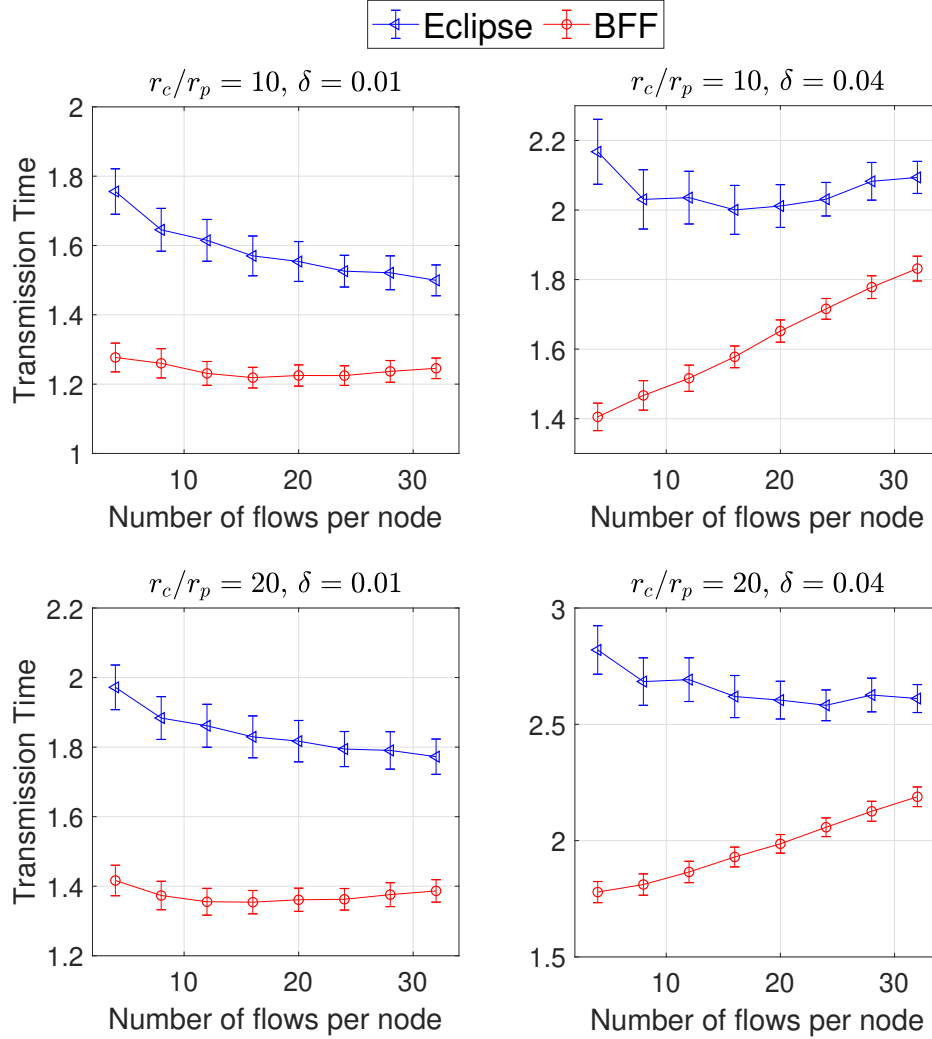 Eclipse BFF
r_c/r_p = 10, δ = 0.01
2
1.8
1.6
1.4
1.2
1
Transmission Time
10 20 30
Number of flows per node
r_c/r_p = 10, δ = 0.04
2.2
2
1.8
1.6
1.4
10 20 30
Number of flows per node
r_c/r_p = 20, δ = 0.01
2.2
2
1.8
1.6
1.4
1.2
Transmission Time
10 20 30
Number of flows per node
r_c/r_p = 20, δ = 0.04
3
2.5
2
1.5
10 20 30
Number of flows per node